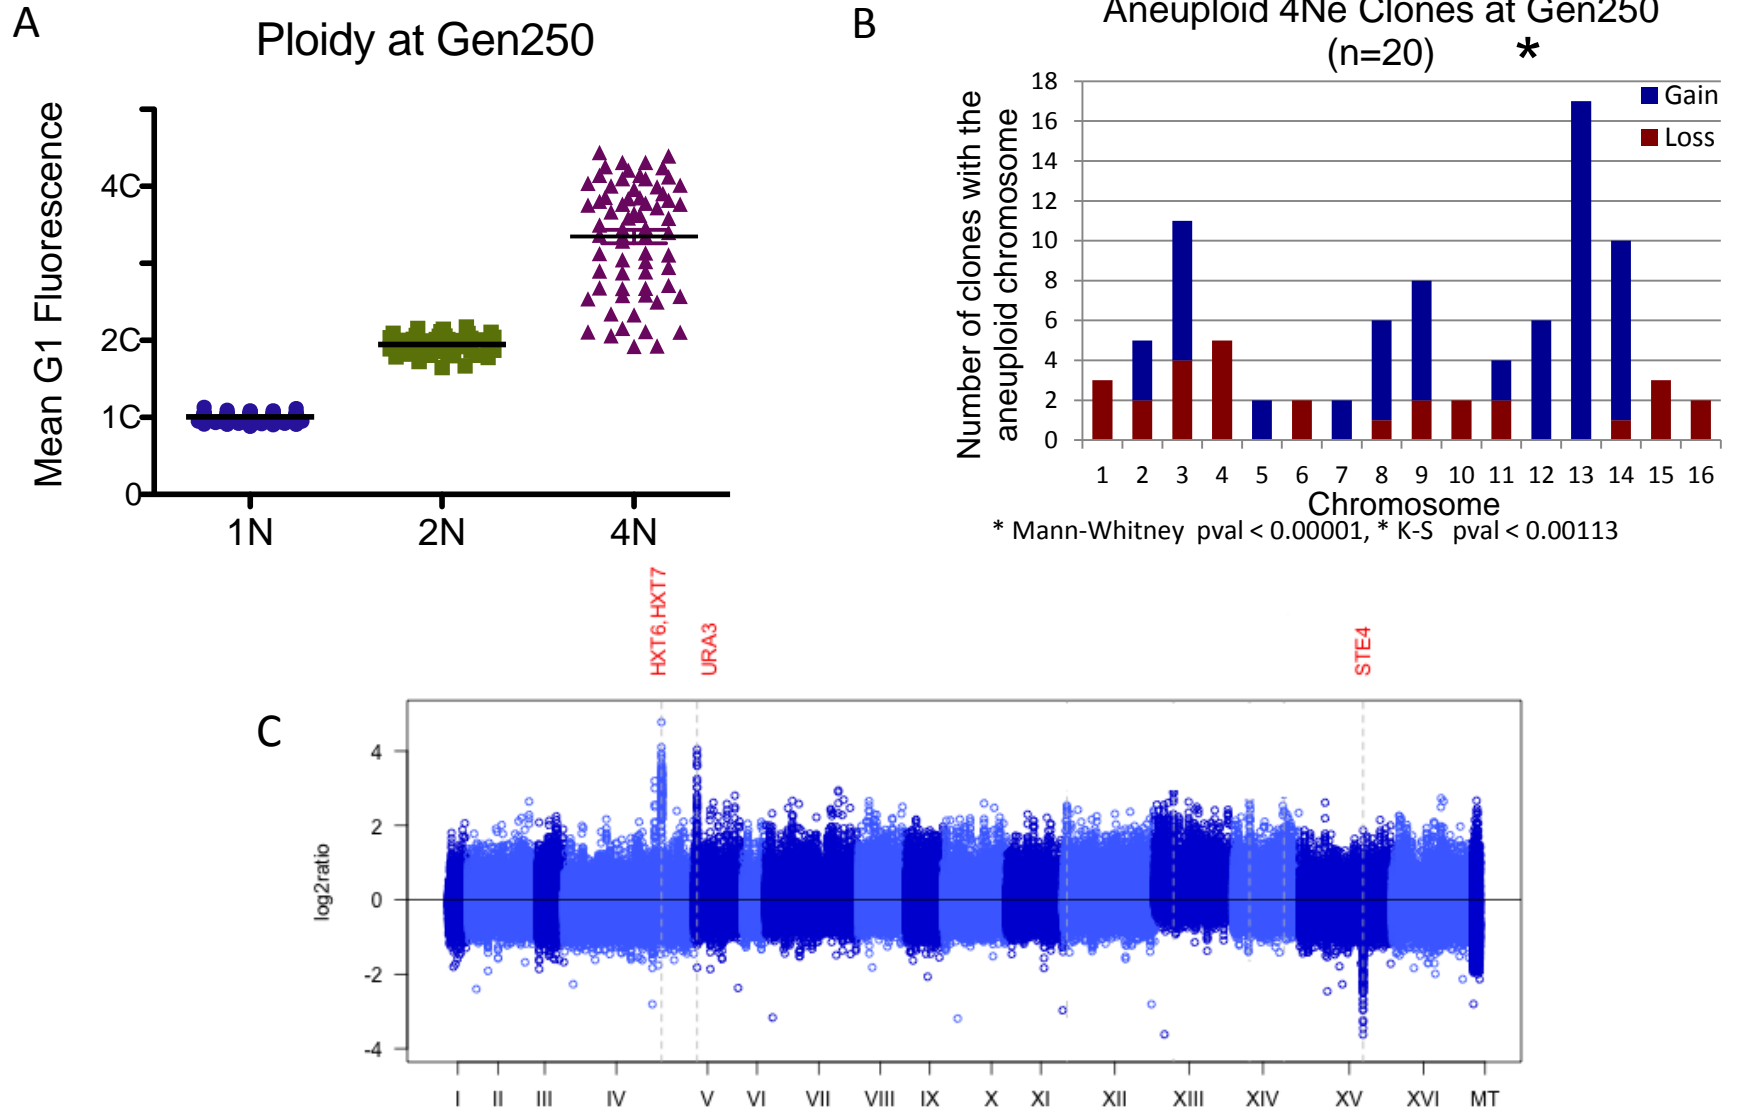 A
Ploidy at Gen250
Mean G1 Fluorescence
4C
2C
1C
0
1N
2N
4N
B
Aneuploid 4Ne Clones at Gen250
(n=20)
*
Number of clones with the
aneuploid chromosome
18
16
14
12
10
8
6
4
2
0
Gain
Loss
1 2 3 4 5 6 7 8 9 10 11 12 13 14 15 16
Chromosome
* Mann-Whitney pval < 0.00001, * K-S pval < 0.00113
C
HXT6,HXT7
URA3
STE4
log2ratio
4
2
0
-2
-4
I II III IV V VI VII VIII IX X XI XII XIII XIV XV XVI MT